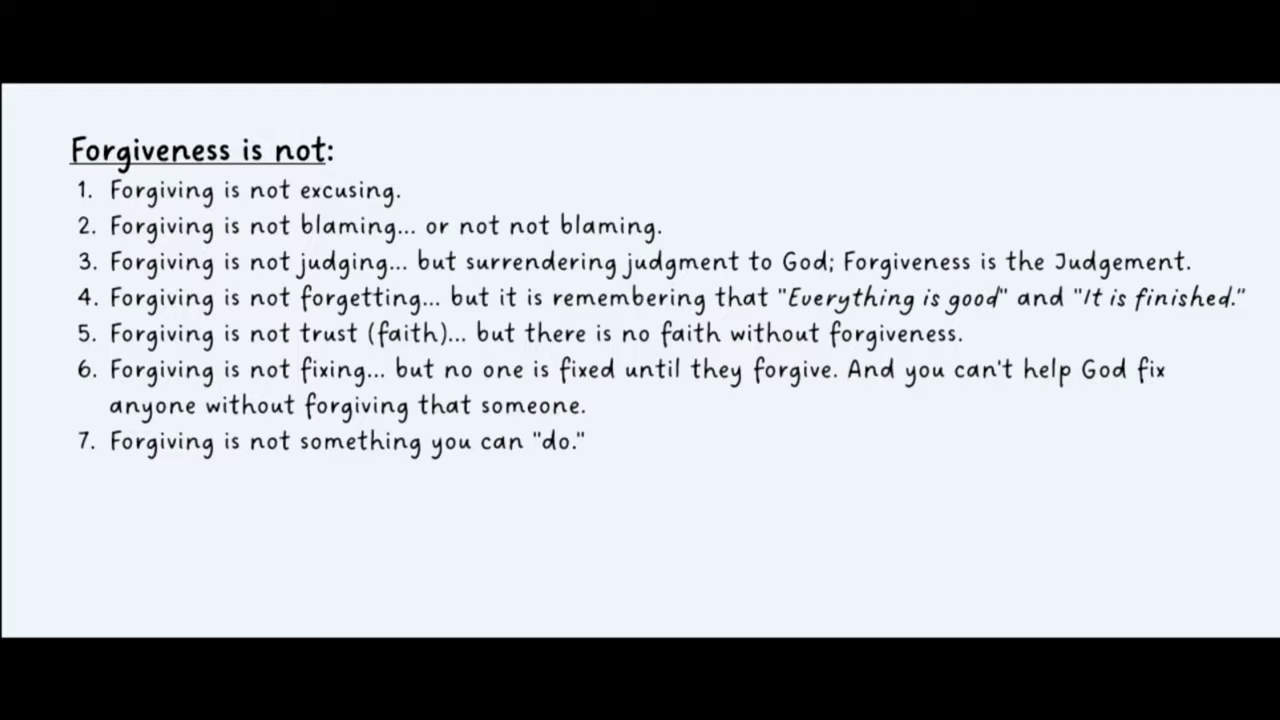 Forgiveness is not:
1. Forgiving is not excusing.
2. Forgiving is not blaming... or not not blaming.
3. Forgiving is not judging... but surrendering judgment to God; Forgiveness is the Judgement.
4. Forgiving is not forgetting... but it is remembering that "Everything is good" and "It is finished."
5. Forgiving is not trust (faith)... but there is no faith without forgiveness.
6. Forgiving is not fixing... but no one is fixed until they forgive. And you can't help God fix
anyone without forgiving that someone.
7. Forgiving is not something you can "do."